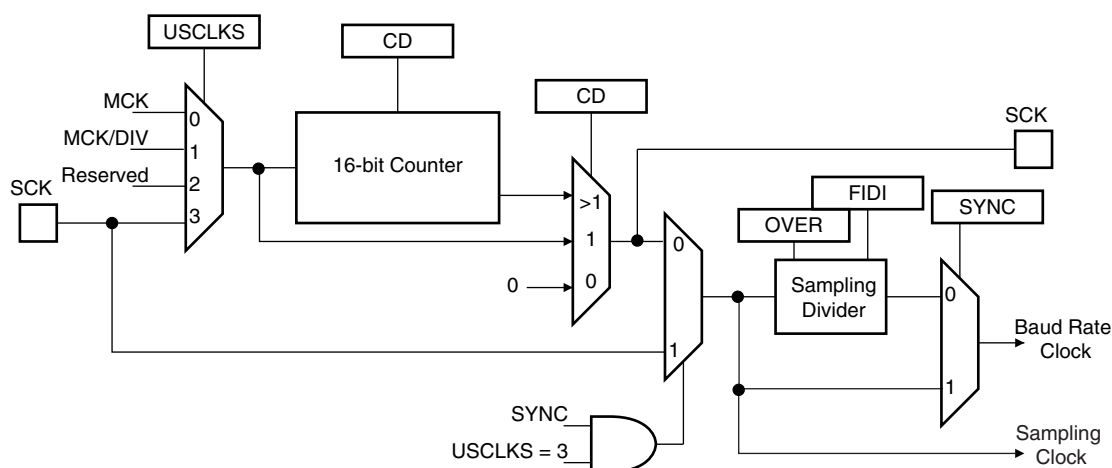 USCLKS
CD
CD
MCK
0
MCK/DIV
1
16-bit Counter
Reserved
2
SCK
3
SCK
>1
FIDI
OVER
SYNC
1
0
0
0
Sampling
Divider
0
Baud Rate
Clock
1
1
SYNC
USCLKS = 3
Sampling
Clock